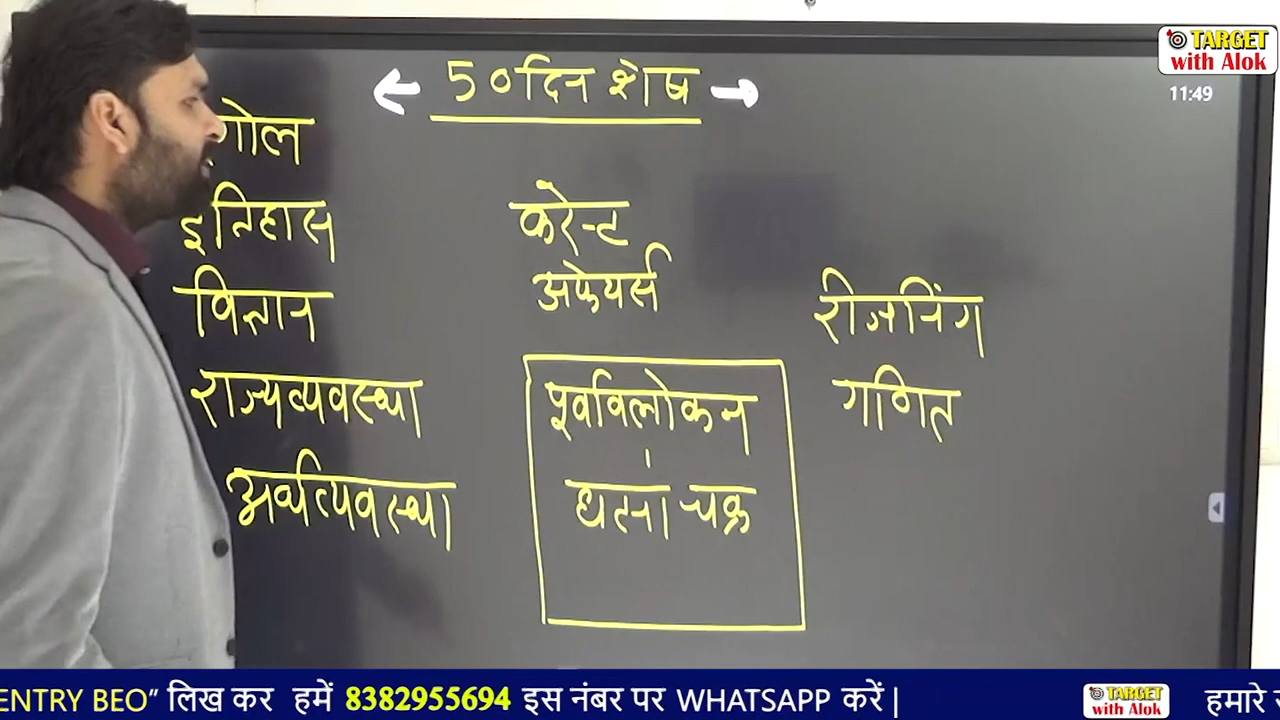 TARGET
with Alok
11:49
50 दिन शेष
गोल
इतिहास
विज्ञान
राज्यव्यवस्था
अर्थव्यवस्था
करेन्ट
अफेयर्स
पूर्वावलोकन
घटना चक्र
रीजनिंग
गणित
ENTRY BEO" लिख कर हमें 8382955694 इस नंबर पर WHATSAPP करें |
TARGET
with Alok
हमारे